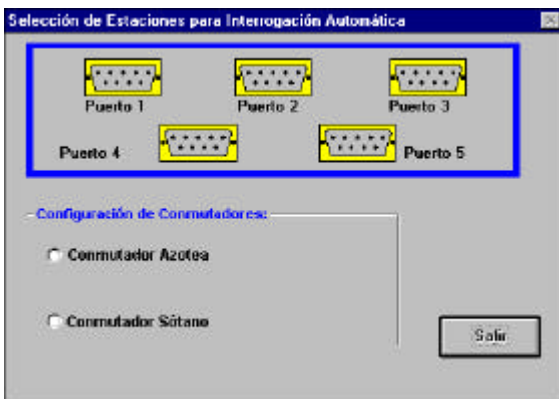 Selección de Estaciones para Interrogación Automática
Puerto 1 Puerto 2 Puerto 3
Puerto 4 Puerto 5
Configuración de Conmutadores:
Conmutador Azotea
Conmutador Sótano
Salir